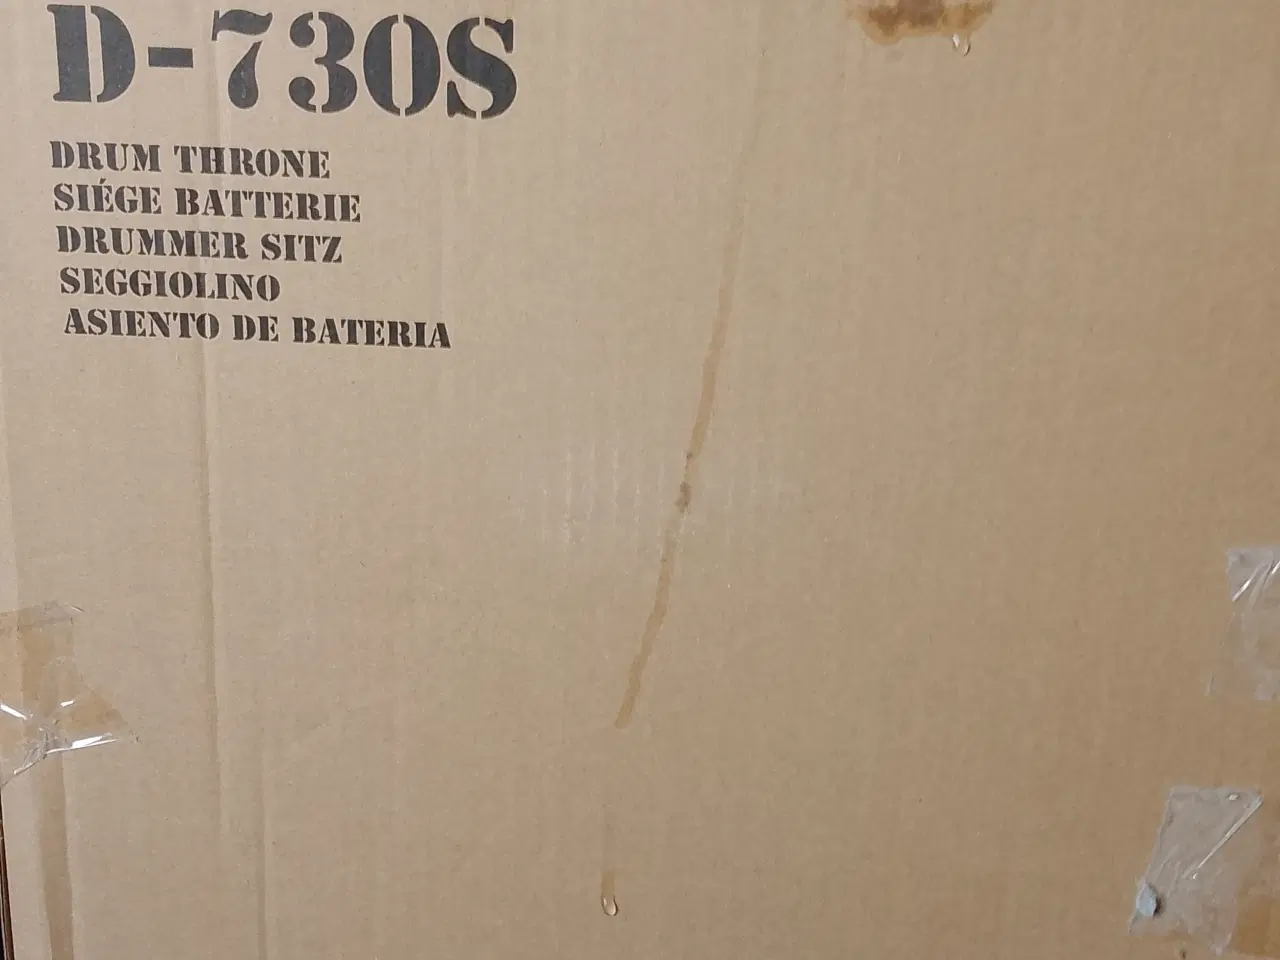 D-730S
DRUM THRONE
SIÉGE BATTERIE
DRUMMER SITZ
SEGGIOLINO
ASIENTO DE BATERIA